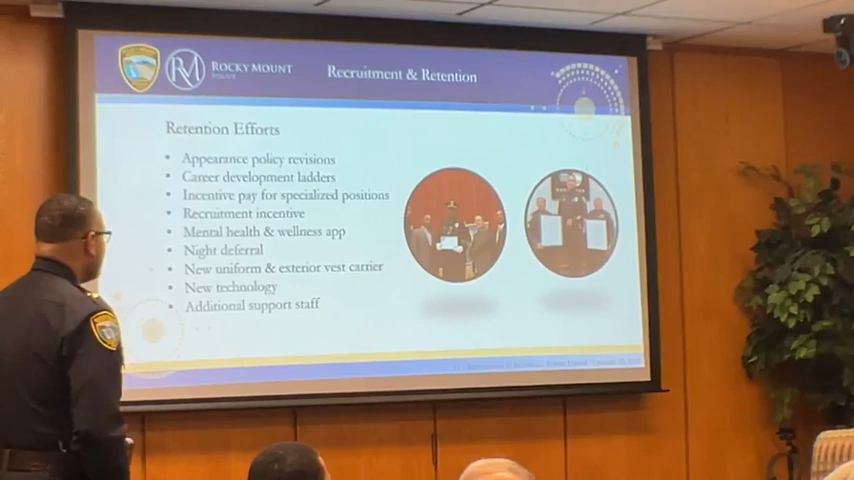 RM
ROCKY MOUNT
POLICE
Recruitment & Retention
Retention Efforts
• Appearance policy revisions
• Career development ladders
• Incentive pay for specialized positions
• Recruitment incentive
• Mental health & wellness app
• Night deferral
• New uniform & exterior vest carrier
• New technology
• Additional support staff